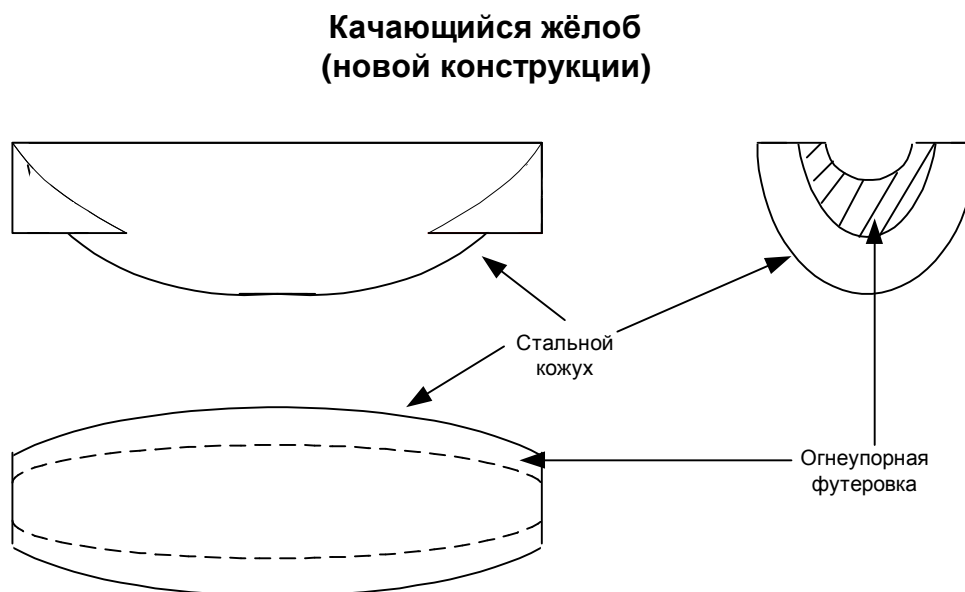 Качающийся жёлоб
(новой конструкции)
Стальной
кожух
Огнеупорная
футеровка